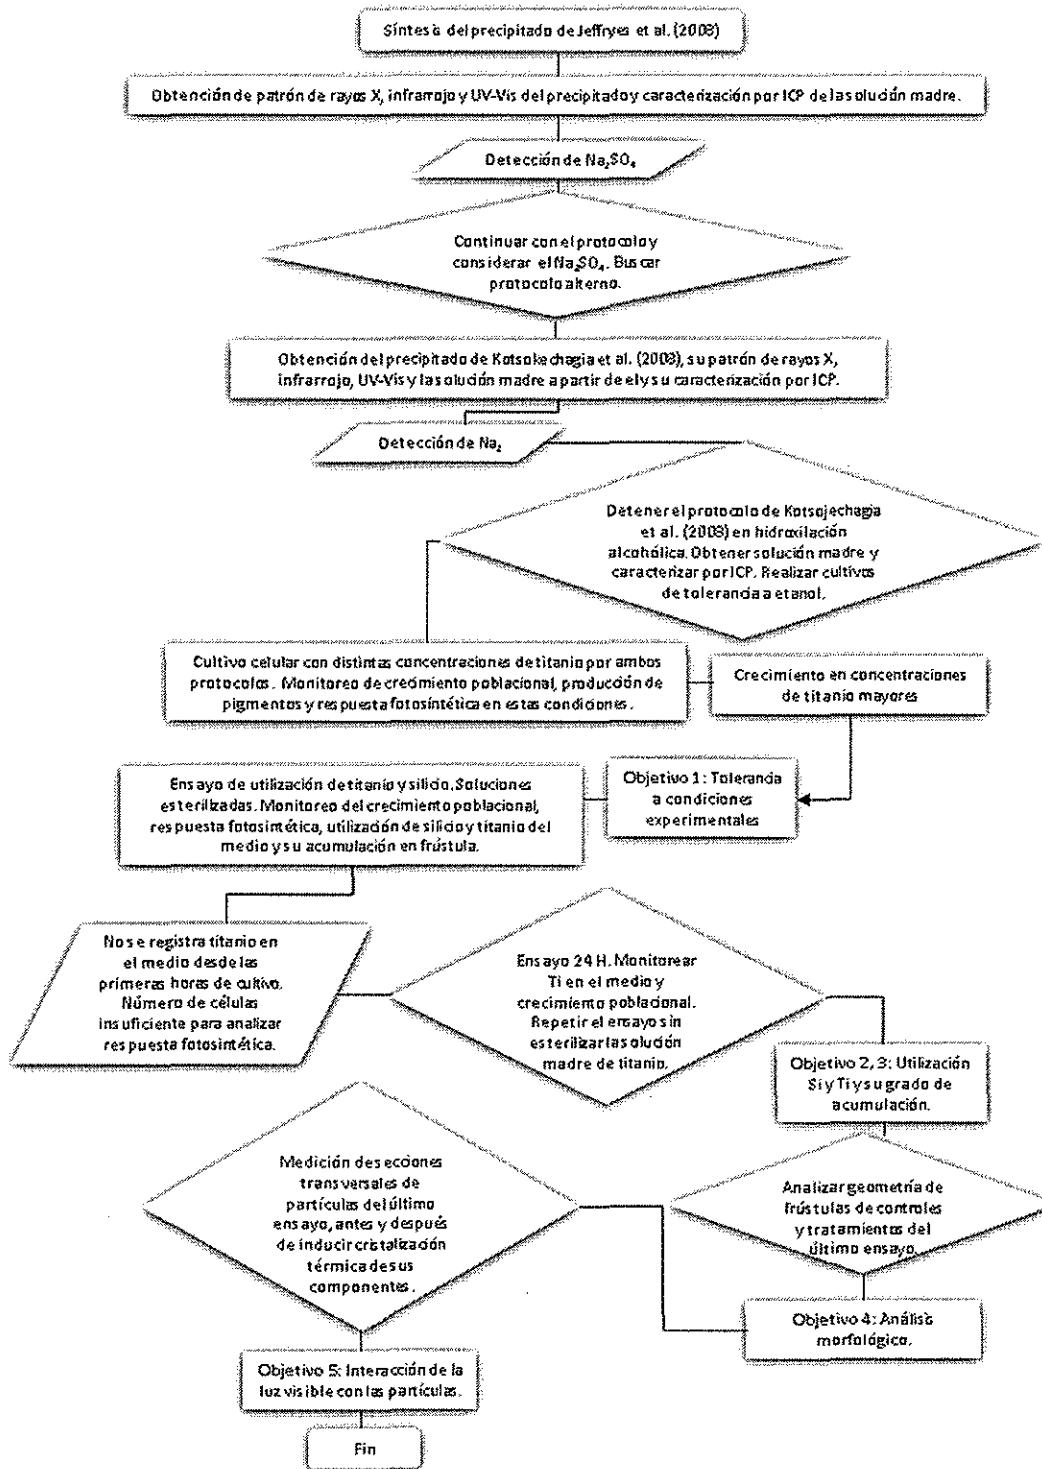 Síntesis del precipitado de Jeffryes et al. (2008)
Obtención de patrón de rayos X, infrarrojo y UV-Vis del precipitado y caracterización por ICP de la solución madre.
Detección de Na₂SO₄
Continuar con el protocolo y
considerar el Na₂SO₄. Buscar
protocolo alterno.
Obtención del precipitado de Kotsokechagia et al. (2008), su patrón de rayos X,
infrarrojo, UV-Vis y la solución madre a partir de el y su caracterización por ICP.
Detección de Na₂
Detener el protocolo de Kotsojechagia
et al. (2008) en hidroxilación
alcohólica. Obtener solución madre y
caracterizar por ICP. Realizar cultivos
de tolerancia a etanol.
Cultivo celular con distintas concentraciones de titanio por ambos
protocolos. Monitoreo de crecimiento poblacional, producción de
pigmentos y respuesta fotosintética en estas condiciones.
Crecimiento en concentraciones
de titanio mayores
Objetivo 1: Tolerancia
a condiciones
experimentales
Ensayo de utilización de titanio y silicio. Soluciones
esterilizadas. Monitoreo del crecimiento poblacional,
respuesta fotosintética, utilización de silicio y titanio del
medio y su acumulación en frústula.
No se registra titanio en
el medio desde las
primeras horas de cultivo.
Número de células
insuficiente para analizar
respuesta fotosintética.
Ensayo 24 H. Monitorear
Ti en el medio y
crecimiento poblacional.
Repetir el ensayo sin
esterilizar la solución
madre de titanio.
Objetivo 2, 3: Utilización
Si y Ti y su grado de
acumulación.
Analizar geometría de
frústulas de controles
y tratamientos del
último ensayo.
Objetivo 4: Análisis
morfológico.
Medición de secciones
transversales de
partículas del último
ensayo, antes y después
de inducir cristalización
térmica de sus
componentes.
Objetivo 5: Interacción de la
luz visible con las partículas.
Fin